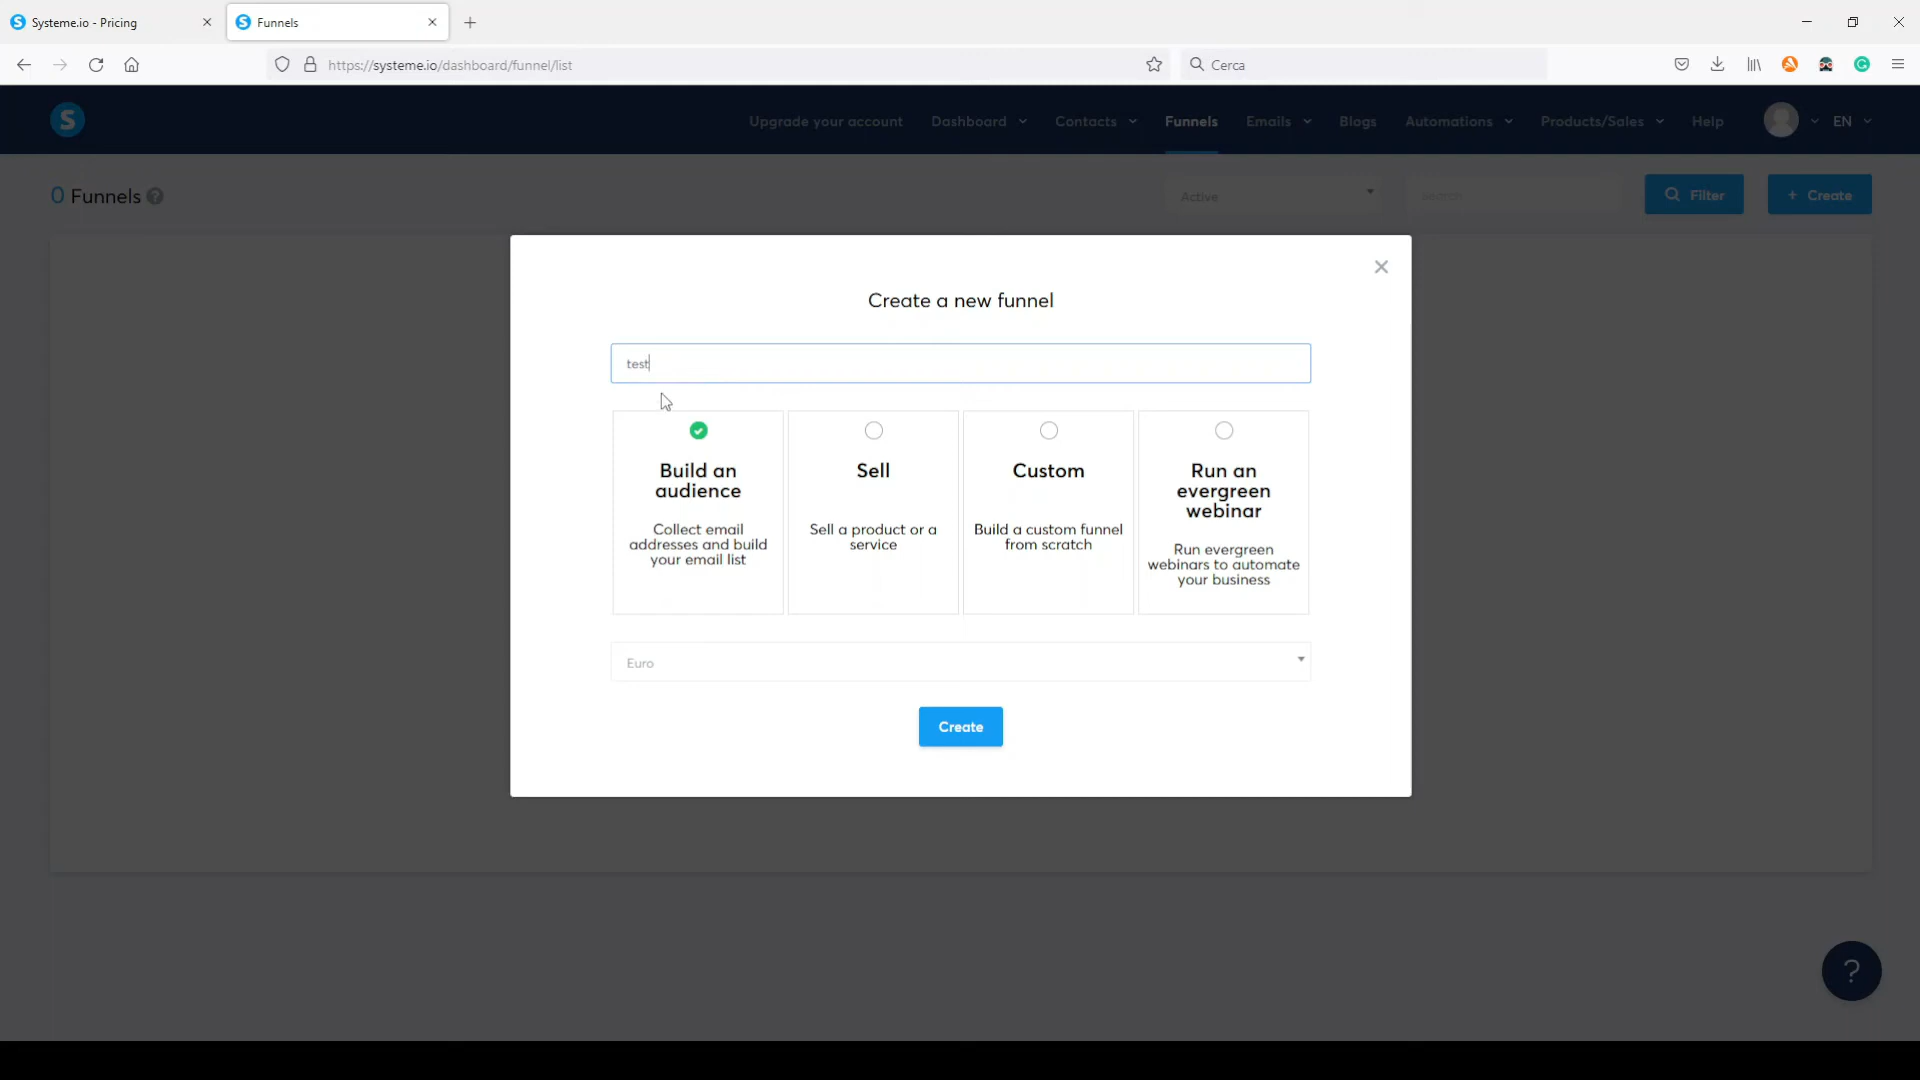 Systeme.io - Pricing
Funnels
https://systeme.io/dashboard/funnel/list
Cerca
S
Upgrade your account
Dashboard
Contacts
Funnels
Emails
Blogs
Automations
Products/Sales
Help
EN
0 Funnels ?
Active
Search
Filter
+ Create
Create a new funnel
test
Build an
audience
Collect email
addresses and build
your email list
Sell
Sell a product or a
service
Custom
Build a custom funnel
from scratch
Run an
evergreen
webinar
Run evergreen
webinars to automate
your business
Euro
Create
?